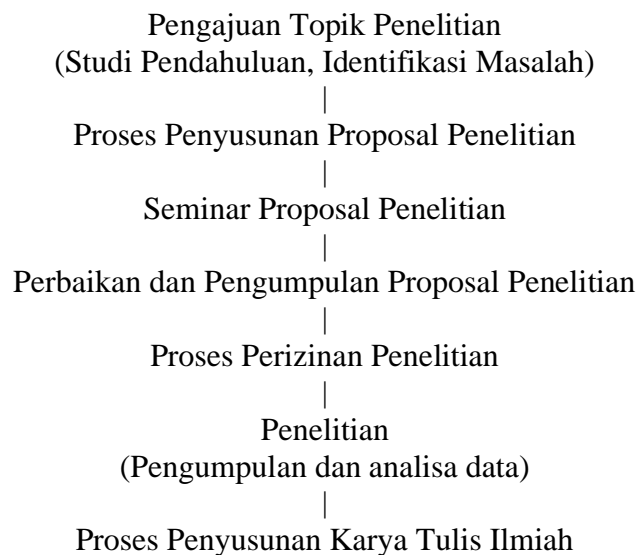 Pengajuan Topik Penelitian
(Studi Pendahuluan, Identifikasi Masalah)
|
Proses Penyusunan Proposal Penelitian
|
Seminar Proposal Penelitian
|
Perbaikan dan Pengumpulan Proposal Penelitian
|
Proses Perizinan Penelitian
|
Penelitian
(Pengumpulan dan analisa data)
|
Proses Penyusunan Karya Tulis Ilmiah